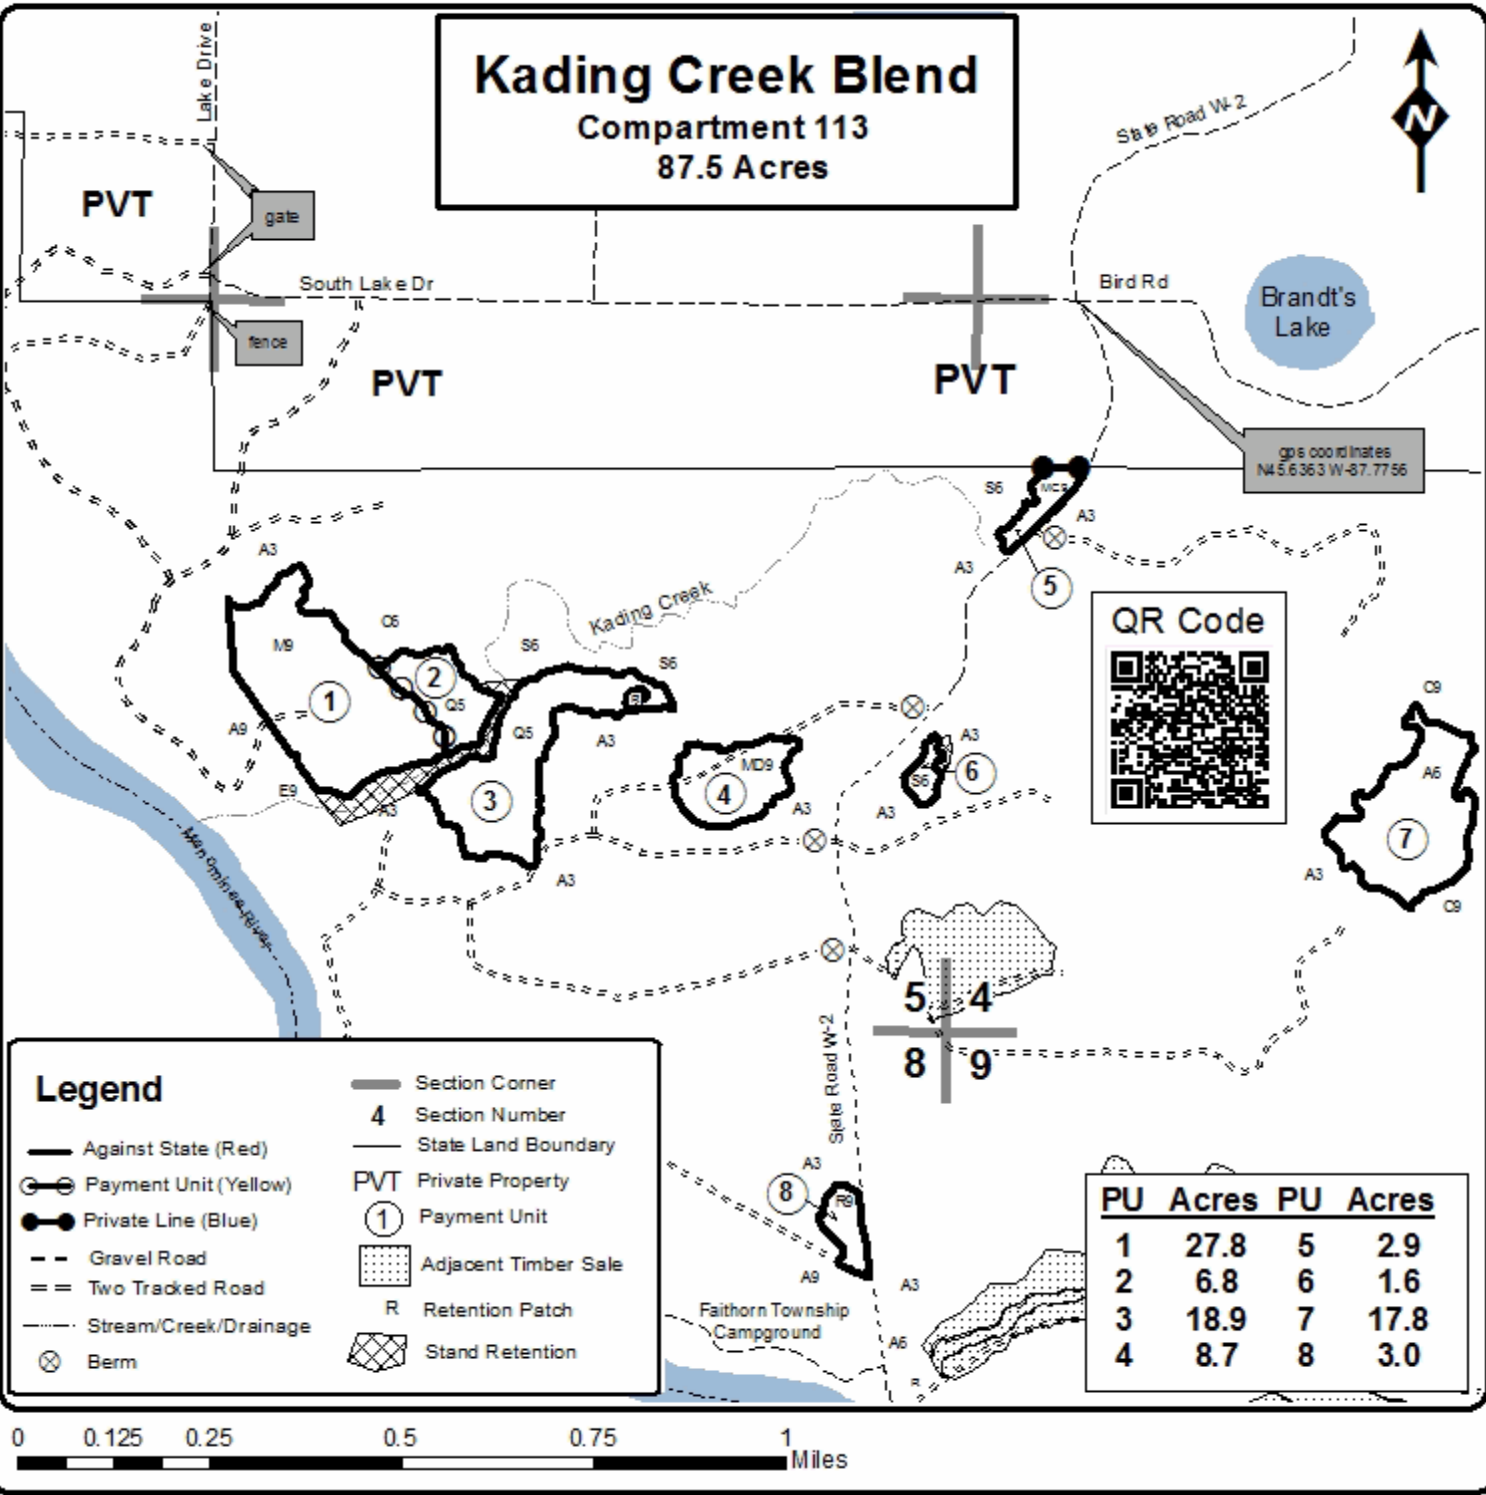 Kading Creek Blend
Compartment 113
87.5 Acres
N
Lake Drive
State Road W-2
PVT
gate
South Lake Dr
Bird Rd
Brandt's
Lake
fence
PVT
PVT
gps coordinates
N45.6363 W-87.7756
S6
A3
A3
5
A3
Kading Creek
QR Code
M9
C6
S6
S6
1
2
Q5
Q5
A9
A3
E9
A3
3
4
MD9
A3
A3
S6
6
A3
A3
C9
A6
7
A3
C9
Menominee River
5 4
8 9
State Road W-2
A3
8
R9
A9
A3
A6
R
Faithorn Township
Campground
Legend
Against State (Red)
Payment Unit (Yellow)
Private Line (Blue)
Gravel Road
Two Tracked Road
Stream/Creek/Drainage
Berm
Section Corner
4 Section Number
State Land Boundary
PVT Private Property
1 Payment Unit
Adjacent Timber Sale
R Retention Patch
Stand Retention
PU Acres PU Acres
1 27.8 5 2.9
2 6.8 6 1.6
3 18.9 7 17.8
4 8.7 8 3.0
0 0.125 0.25 0.5 0.75 1
Miles